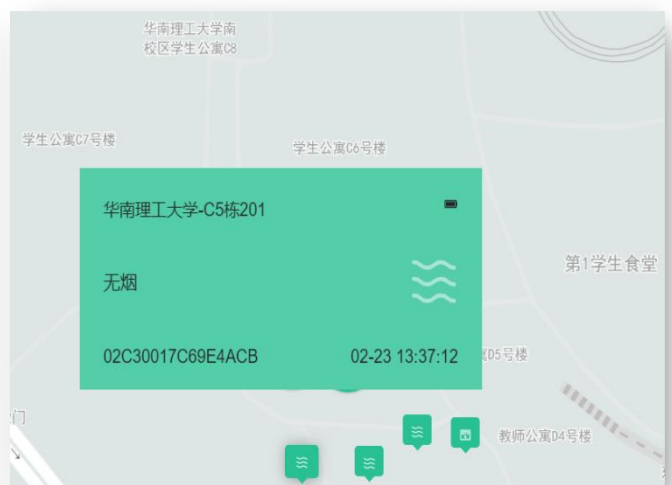 华南理工大学南
校区学生公寓C8
学生公寓C7号楼
学生公寓C6号楼
华南理工大学-C5栋201
无烟
第1学生食堂
02C30017C69E4ACB
02-23 13:37:12
D5号楼
门
教师公寓D4号楼